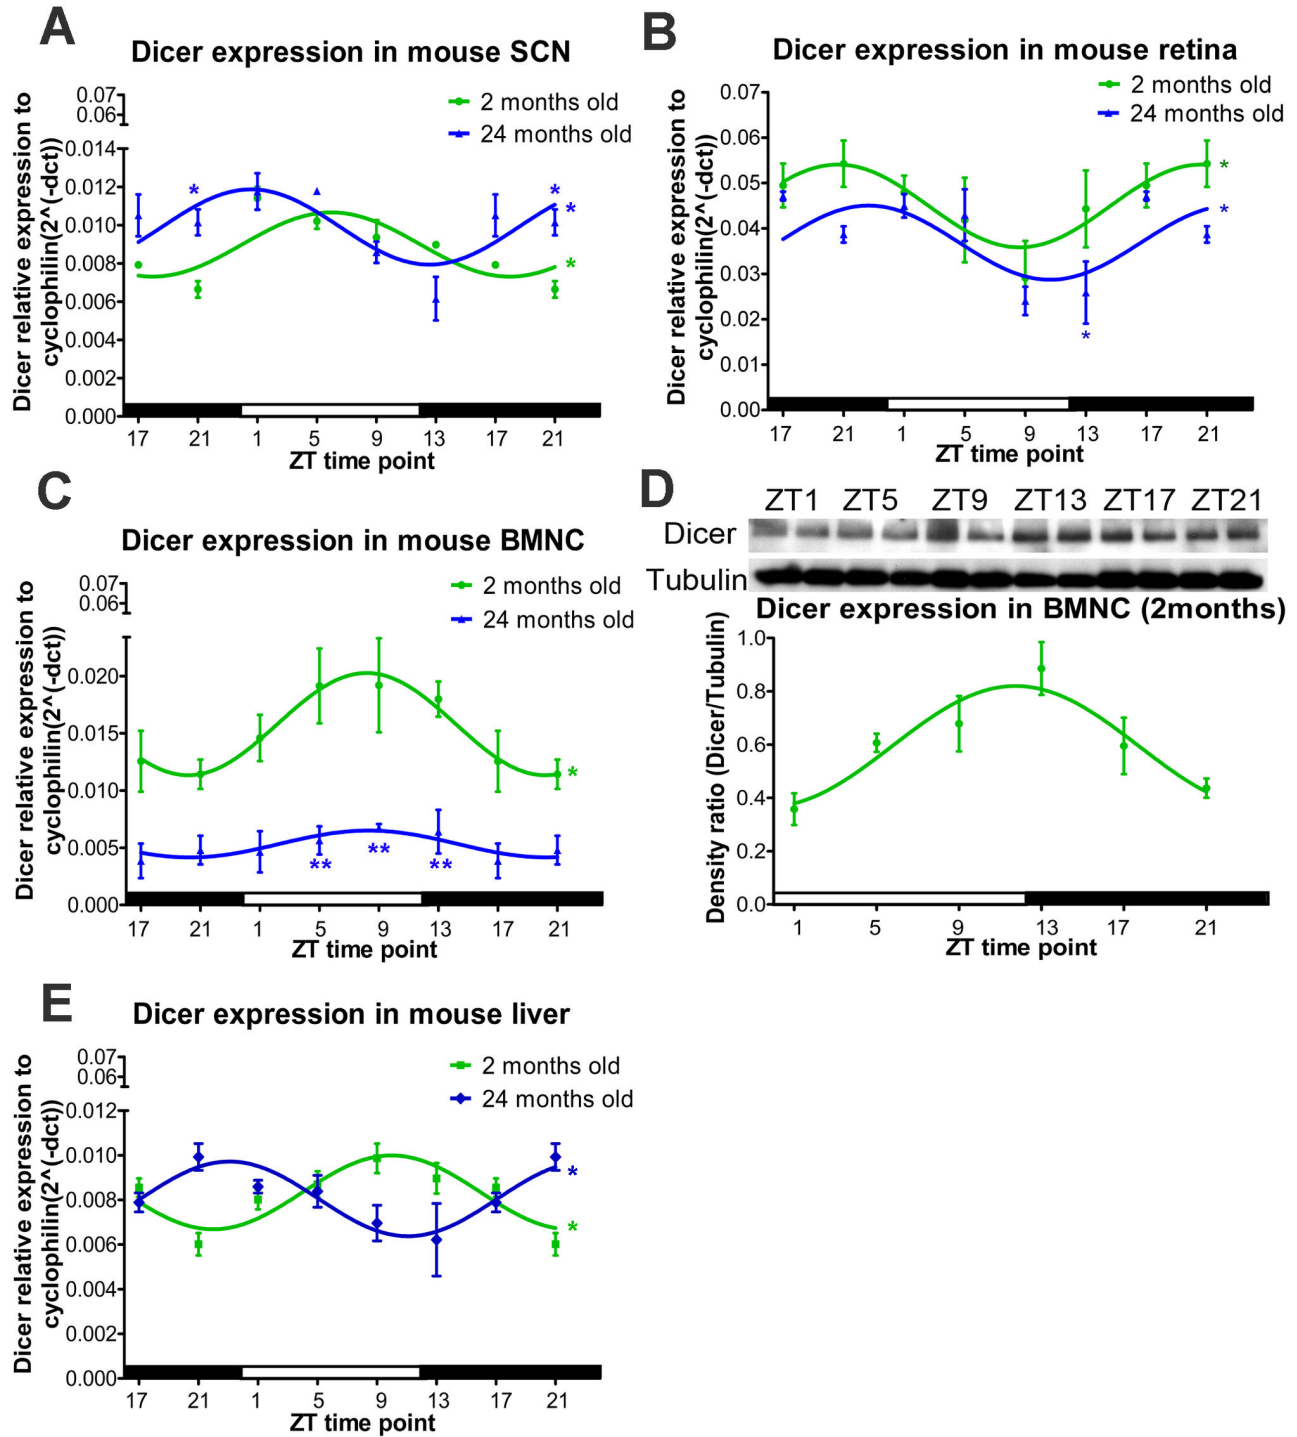 A
Dicer expression in mouse SCN
Dicer relative expression to
cyclophilin(2^(-dct))
0.07
0.06
0.014
0.012
0.010
0.008
0.006
0.004
0.002
0.000
2 months old
24 months old
*
*
*
*
17 21 1 5 9 13 17 21
ZT time point
B
Dicer expression in mouse retina
Dicer relative expression to
cyclophilin(2^(-dct))
0.07
0.06
0.05
0.04
0.03
0.02
0.01
0.00
2 months old
24 months old
*
*
*
17 21 1 5 9 13 17 21
ZT time point
C
Dicer expression in mouse BMNC
Dicer relative expression to
cyclophilin(2^(-dct))
0.07
0.06
0.020
0.015
0.010
0.005
0.000
2 months old
24 months old
*
** ** **
17 21 1 5 9 13 17 21
ZT time point
D
ZT1 ZT5 ZT9 ZT13 ZT17 ZT21
Dicer
Tubulin
Dicer expression in BMNC (2months)
Density ratio (Dicer/Tubulin)
1.0
0.8
0.6
0.4
0.2
0.0
1 5 9 13 17 21
ZT time point
E
Dicer expression in mouse liver
Dicer relative expression to
cyclophilin(2^(-dct))
0.07
0.06
0.012
0.010
0.008
0.006
0.004
0.002
0.000
2 months old
24 months old
*
*
17 21 1 5 9 13 17 21
ZT time point